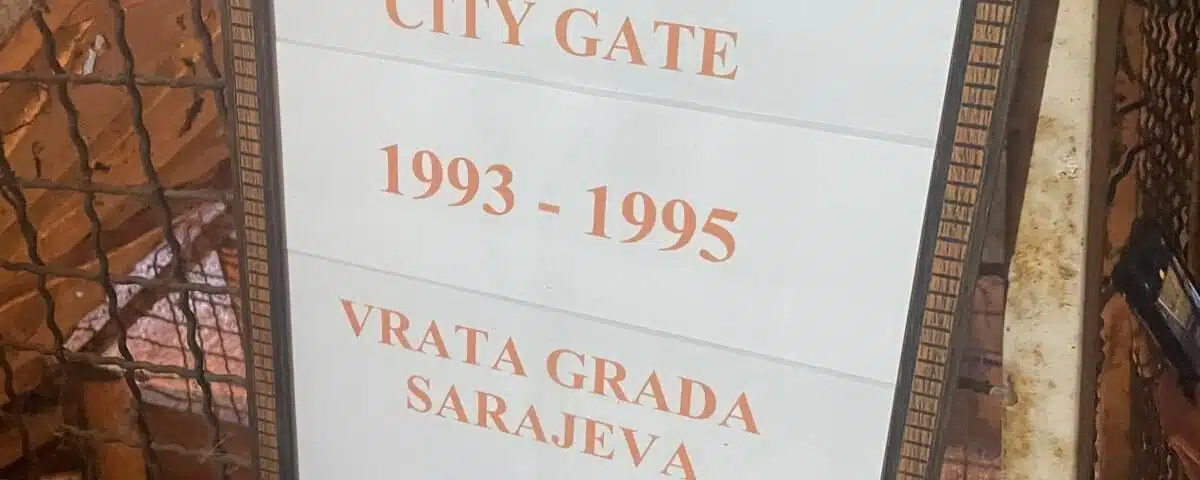 CITY GATE
1993 - 1995
VRATA GRADA
SARAJEVA